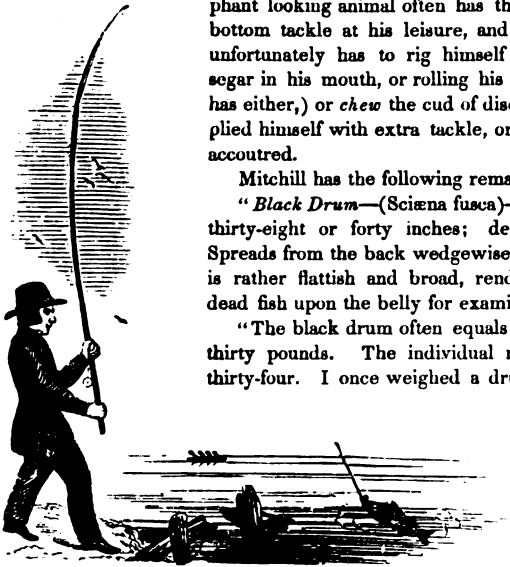 phant looking animal often has th
bottom tackle at his leisure, and
unfortunately has to rig himself
segar in his mouth, or rolling his
has either,) or chew the cud of dis
plied himself with extra tackle, or
accoutred.
Mitchill has the following rema
"Black Drum—(Sciæna fusca)-
thirty-eight or forty inches; de
Spreads from the back wedgewise
is rather flattish and broad, rend
dead fish upon the belly for exami
"The black drum often equals
thirty pounds. The individual
thirty-four. I once weighed a dr